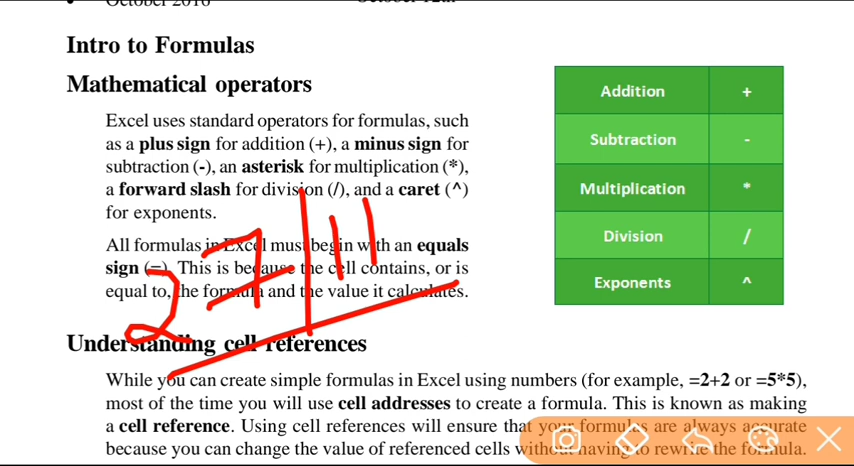 October 2016
Intro to Formulas
Mathematical operators
Excel uses standard operators for formulas, such
as a plus sign for addition (+), a minus sign for
subtraction (-), an asterisk for multiplication (*),
a forward slash for division (/), and a caret (^)
for exponents.
All formulas in Excel must begin with an equals
sign (=). This is because the cell contains, or is
equal to, the formula and the value it calculates.
Addition +
Subtraction -
Multiplication *
Division /
Exponents ^
27/11
Understanding cell references
While you can create simple formulas in Excel using numbers (for example, =2+2 or =5*5),
most of the time you will use cell addresses to create a formula. This is known as making
a cell reference. Using cell references will ensure that your formulas are always accurate
because you can change the value of referenced cells without having to rewrite the formula.